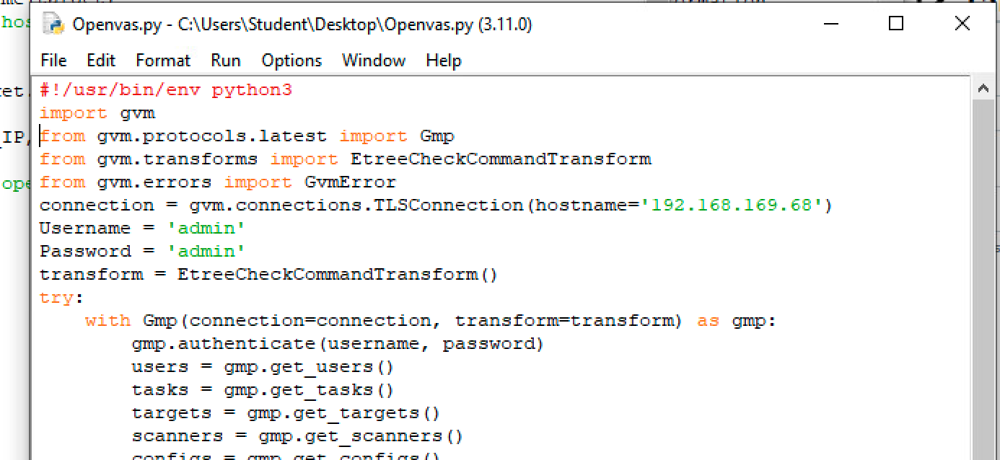 Openvas.py - C:\Users\Student\Desktop\Openvas.py (3.11.0)
File Edit Format Run Options Window Help
#!/usr/bin/env python3
import gvm
from gvm.protocols.latest import Gmp
from gvm.transforms import EtreeCheckCommandTransform
from gvm.errors import GvmError
connection = gvm.connections.TLSConnection(hostname='192.168.169.68')
Username = 'admin'
Password = 'admin'
transform = EtreeCheckCommandTransform()
try:
    with Gmp(connection=connection, transform=transform) as gmp:
        gmp.authenticate(username, password)
        users = gmp.get_users()
        tasks = gmp.get_tasks()
        targets = gmp.get_targets()
        scanners = gmp.get_scanners()
        configs = gmp.get_configs()
hos
et.
_IP,
ope